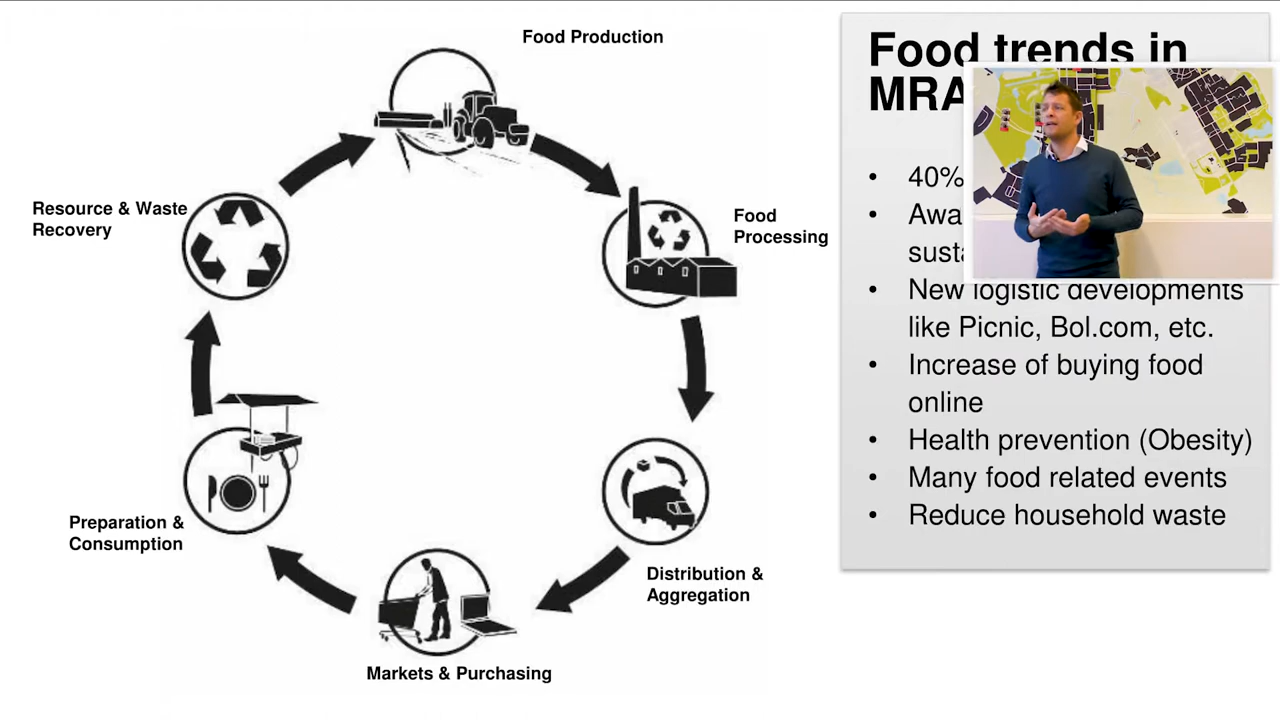 Food Production
Resource & Waste
Recovery
Food
Processing
Preparation &
Consumption
Distribution &
Aggregation
Markets & Purchasing
Food trends in
MRA
• 40%
•
• New logistic developments
like Picnic, Bol.com, etc.
• Increase of buying food
online
• Health prevention (Obesity)
• Many food related events
• Reduce household waste